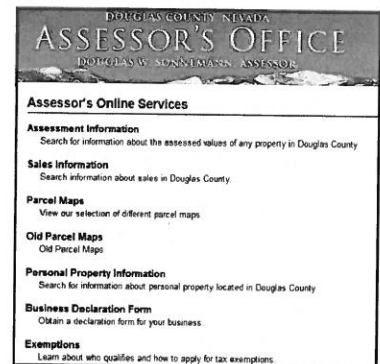 DOUGLAS COUNTY NEVADA
ASSESSOR'S OFFICE
DOUGLAS W. SONNEMANN, ASSESSOR
Assessor's Online Services
Assessment Information
Search for information about the assessed values of any property in Douglas County
Sales Information
Search information about sales in Douglas County.
Parcel Maps
View our selection of different parcel maps
Old Parcel Maps
Old Parcel Maps
Personal Property Information
Search for information about personal property located in Douglas County
Business Declaration Form
Obtain a declaration form for your business
Exemptions
Learn about who qualifies and how to apply for tax exemptions.